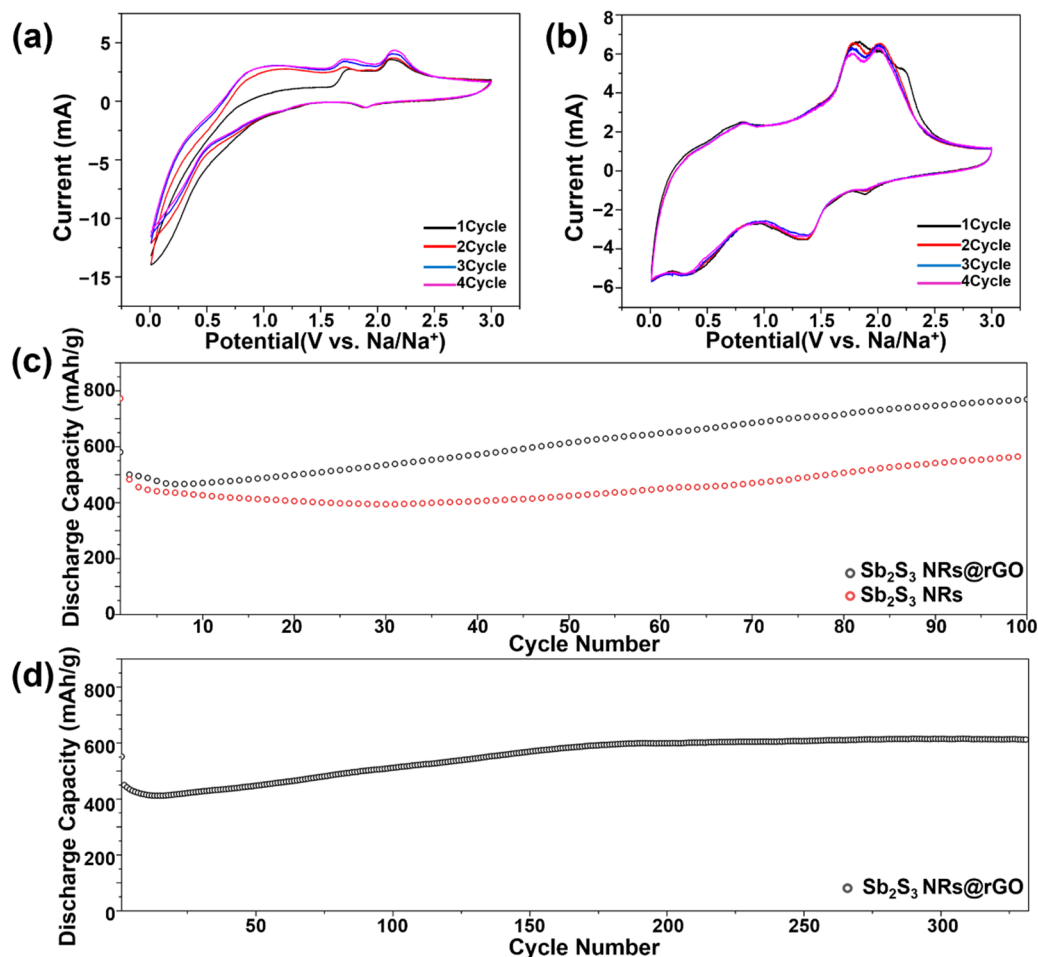 (a)
5
0
−5
−10
−15
Current (mA)
1Cycle
2Cycle
3Cycle
4Cycle
0.0 0.5 1.0 1.5 2.0 2.5 3.0
Potential(V vs. Na/Na⁺)
(b)
8
6
4
2
0
−2
−4
−6
Current (mA)
1Cycle
2Cycle
3Cycle
4Cycle
0.0 0.5 1.0 1.5 2.0 2.5 3.0
Potential(V vs. Na/Na⁺)
(c)
Discharge Capacity (mAh/g)
800
600
400
200
0
Sb₂S₃ NRs@rGO
Sb₂S₃ NRs
10 20 30 40 50 60 70 80 90 100
Cycle Number
(d)
Discharge Capacity (mAh/g)
800
600
400
200
0
Sb₂S₃ NRs@rGO
50 100 150 200 250 300
Cycle Number